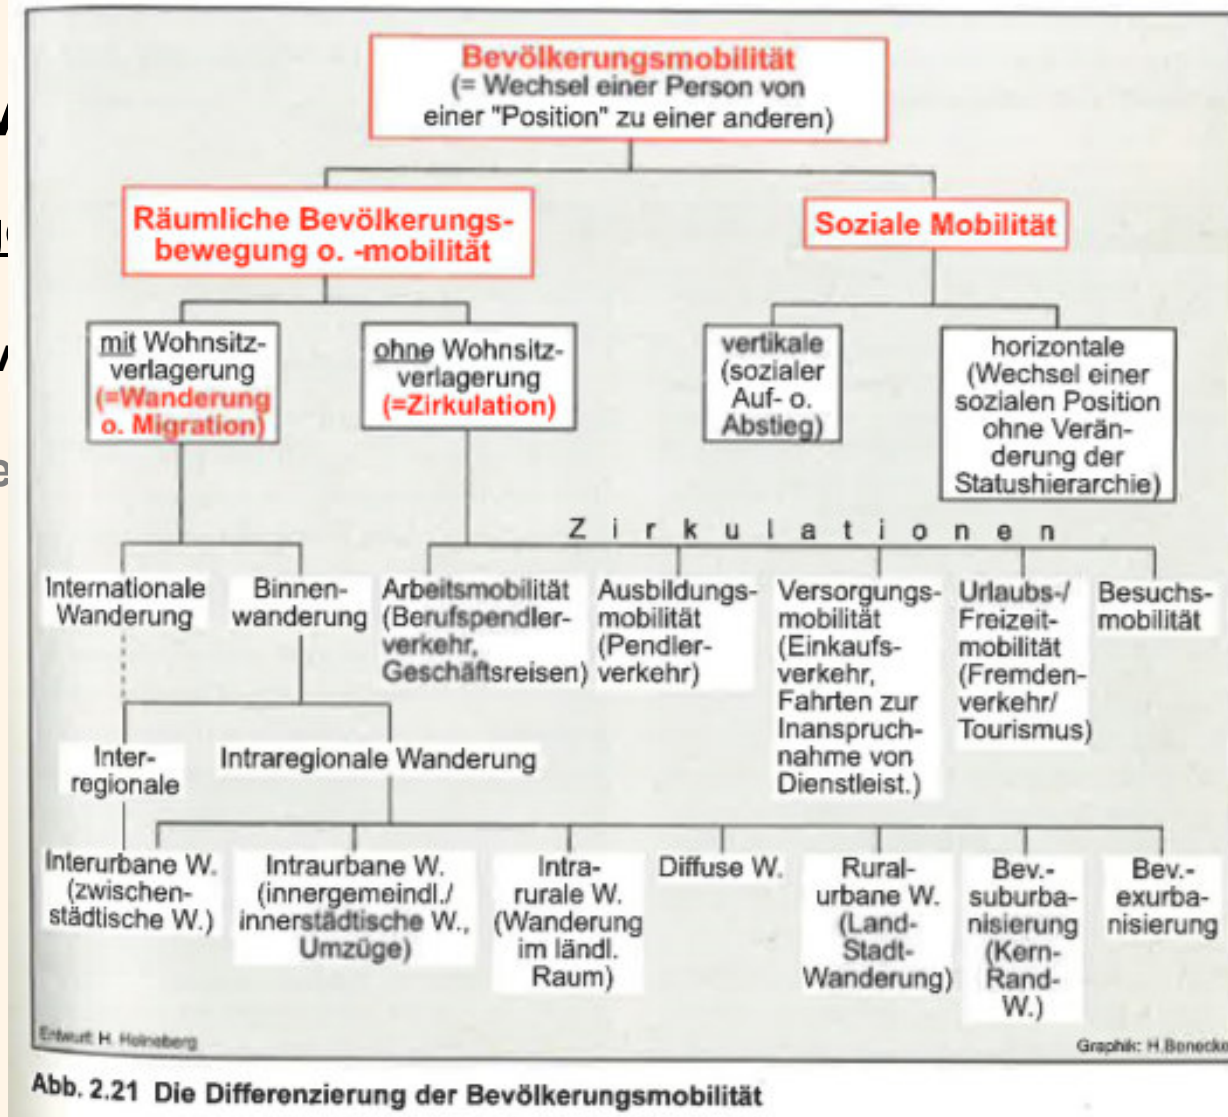 Bevölkerungsmobilität
(= Wechsel einer Person von
einer "Position" zu einer anderen)
Räumliche Bevölkerungs-
bewegung o. -mobilität
Soziale Mobilität
mit Wohnsitz-
verlagerung
(=Wanderung
o. Migration)
ohne Wohnsitz-
verlagerung
(=Zirkulation)
vertikale
(sozialer
Auf- o.
Abstieg)
horizontale
(Wechsel einer
sozialen Position
ohne Verän-
derung der
Statushierarchie)
Zirkulationen
Internationale
Wanderung
Binnen-
wanderung
Arbeitsmobilität
(Berufspendler-
verkehr,
Geschäftsreisen)
Ausbildungs-
mobilität
(Pendler-
verkehr)
Versorgungs-
mobilität
(Einkaufs-
verkehr,
Fahrten zur
Inanspruch-
nahme von
Dienstleist.)
Urlaubs-/
Freizeit-
mobilität
(Fremden-
verkehr/
Tourismus)
Besuchs-
mobilität
Inter-
regionale
Intraregionale Wanderung
Interurbane W.
(zwischen-
städtische W.)
Intraurbane W.
(innergemeindl./
innerstädtische W.,
Umzüge)
Intra-
rurale W.
(Wanderung
im ländl.
Raum)
Diffuse W.
Rural-
urbane W.
(Land-
Stadt-
Wanderung)
Bev.-
suburba-
nisierung
(Kern-
Rand-
W.)
Bev.-
exurba-
nisierung
Entwurf: H. Heineberg
Graphik: H.Benecke
Abb. 2.21 Die Differenzierung der Bevölkerungsmobilität